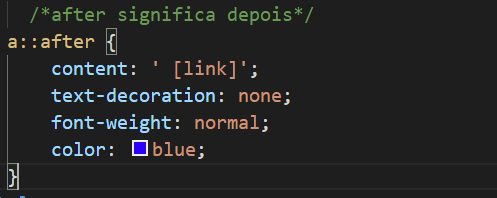 /*after significa depois*/
a::after {
content: ' [link]';
text-decoration: none;
font-weight: normal;
color: blue;
}